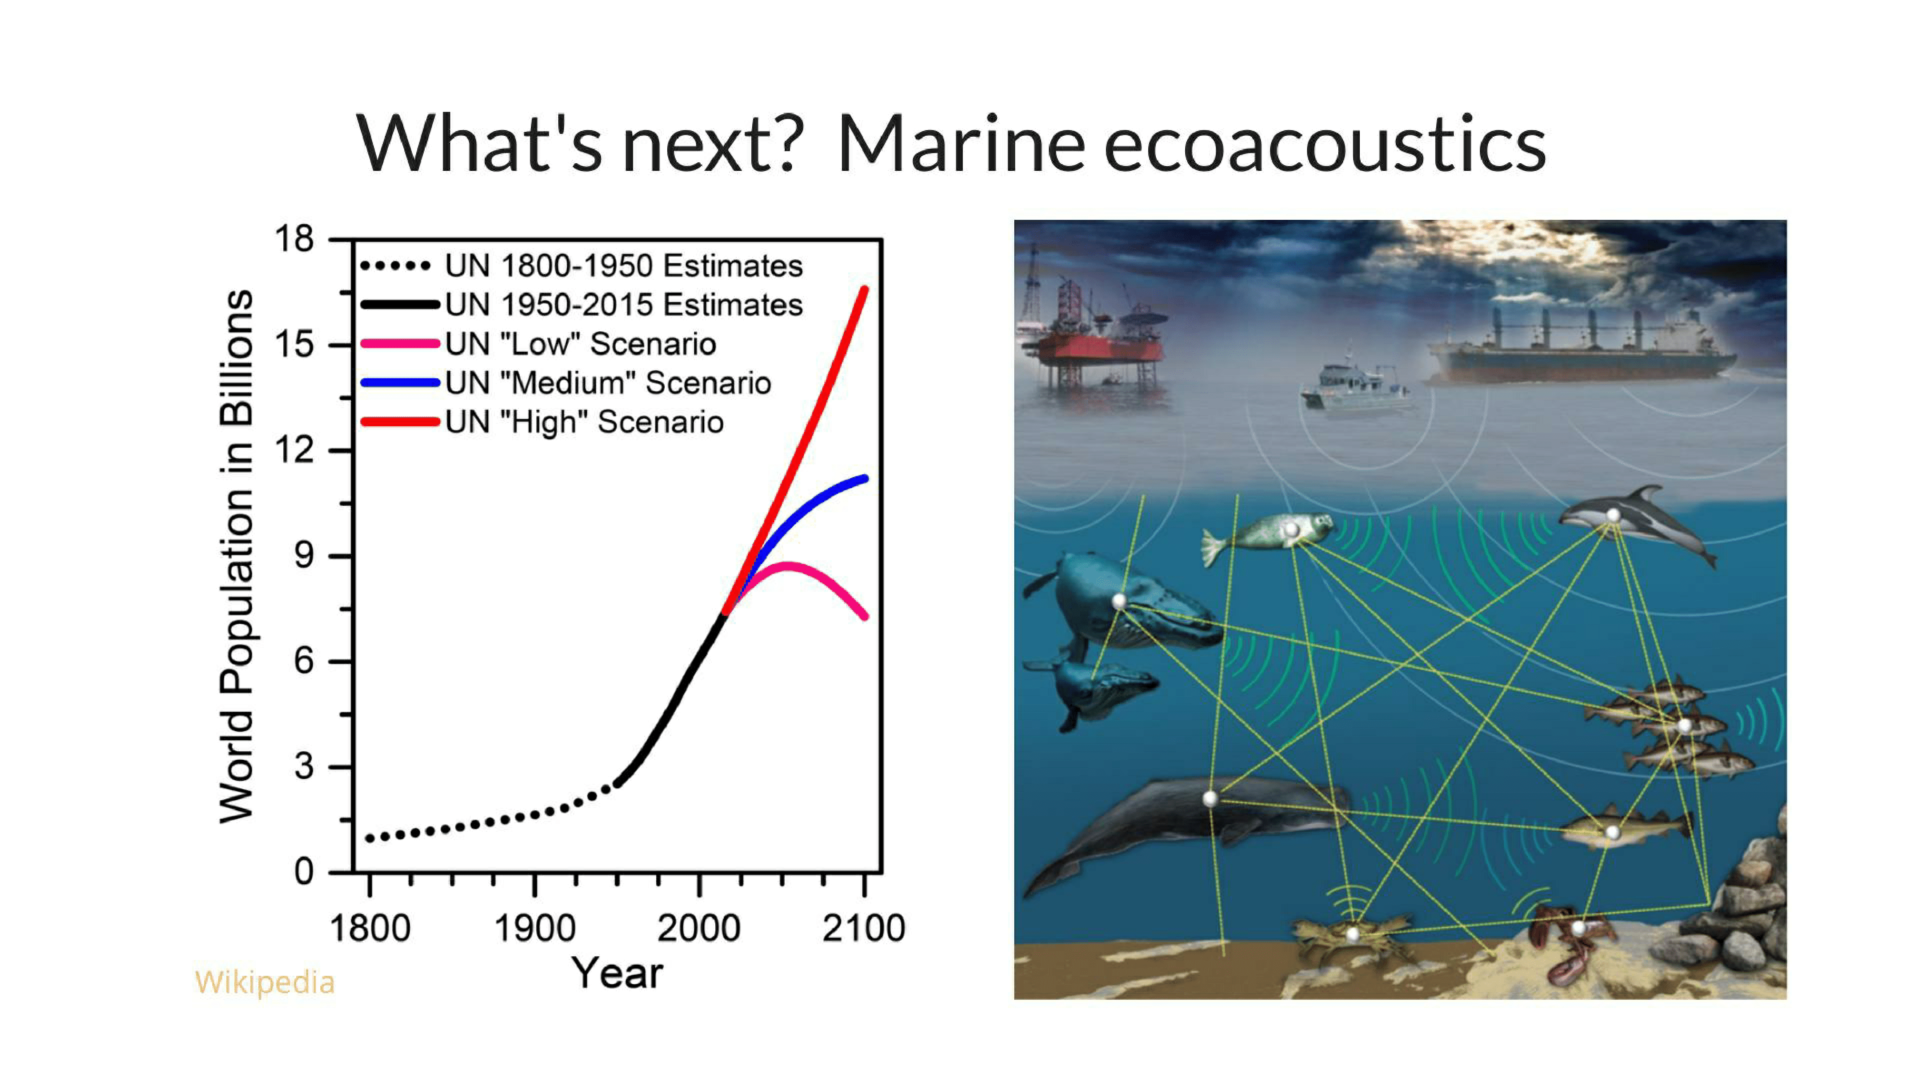 What's next?  Marine ecoacoustics
18
15
12
9
6
3
0
World Population in Billions
UN 1800-1950 Estimates
UN 1950-2015 Estimates
UN "Low" Scenario
UN "Medium" Scenario
UN "High" Scenario
1800 1900 2000 2100
Year
Wikipedia